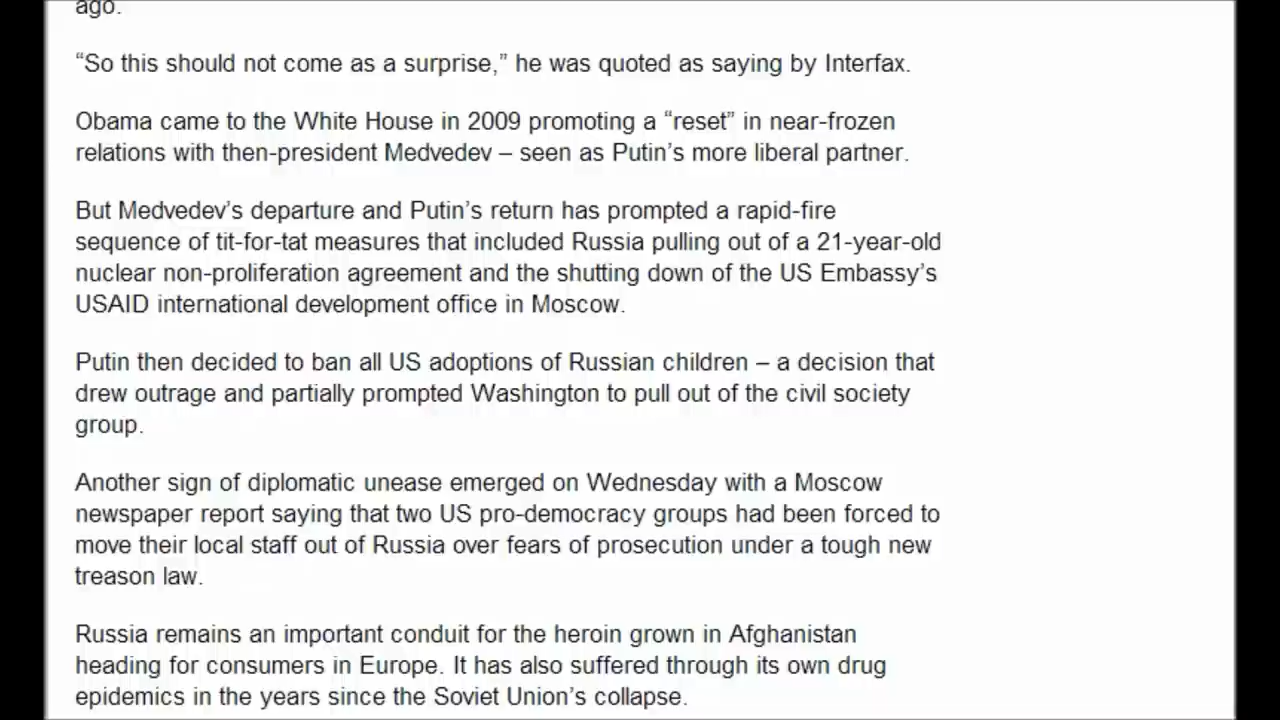 ago.
“So this should not come as a surprise,” he was quoted as saying by Interfax.
Obama came to the White House in 2009 promoting a “reset” in near-frozen
relations with then-president Medvedev – seen as Putin’s more liberal partner.
But Medvedev’s departure and Putin’s return has prompted a rapid-fire
sequence of tit-for-tat measures that included Russia pulling out of a 21-year-old
nuclear non-proliferation agreement and the shutting down of the US Embassy’s
USAID international development office in Moscow.
Putin then decided to ban all US adoptions of Russian children – a decision that
drew outrage and partially prompted Washington to pull out of the civil society
group.
Another sign of diplomatic unease emerged on Wednesday with a Moscow
newspaper report saying that two US pro-democracy groups had been forced to
move their local staff out of Russia over fears of prosecution under a tough new
treason law.
Russia remains an important conduit for the heroin grown in Afghanistan
heading for consumers in Europe. It has also suffered through its own drug
epidemics in the years since the Soviet Union’s collapse.